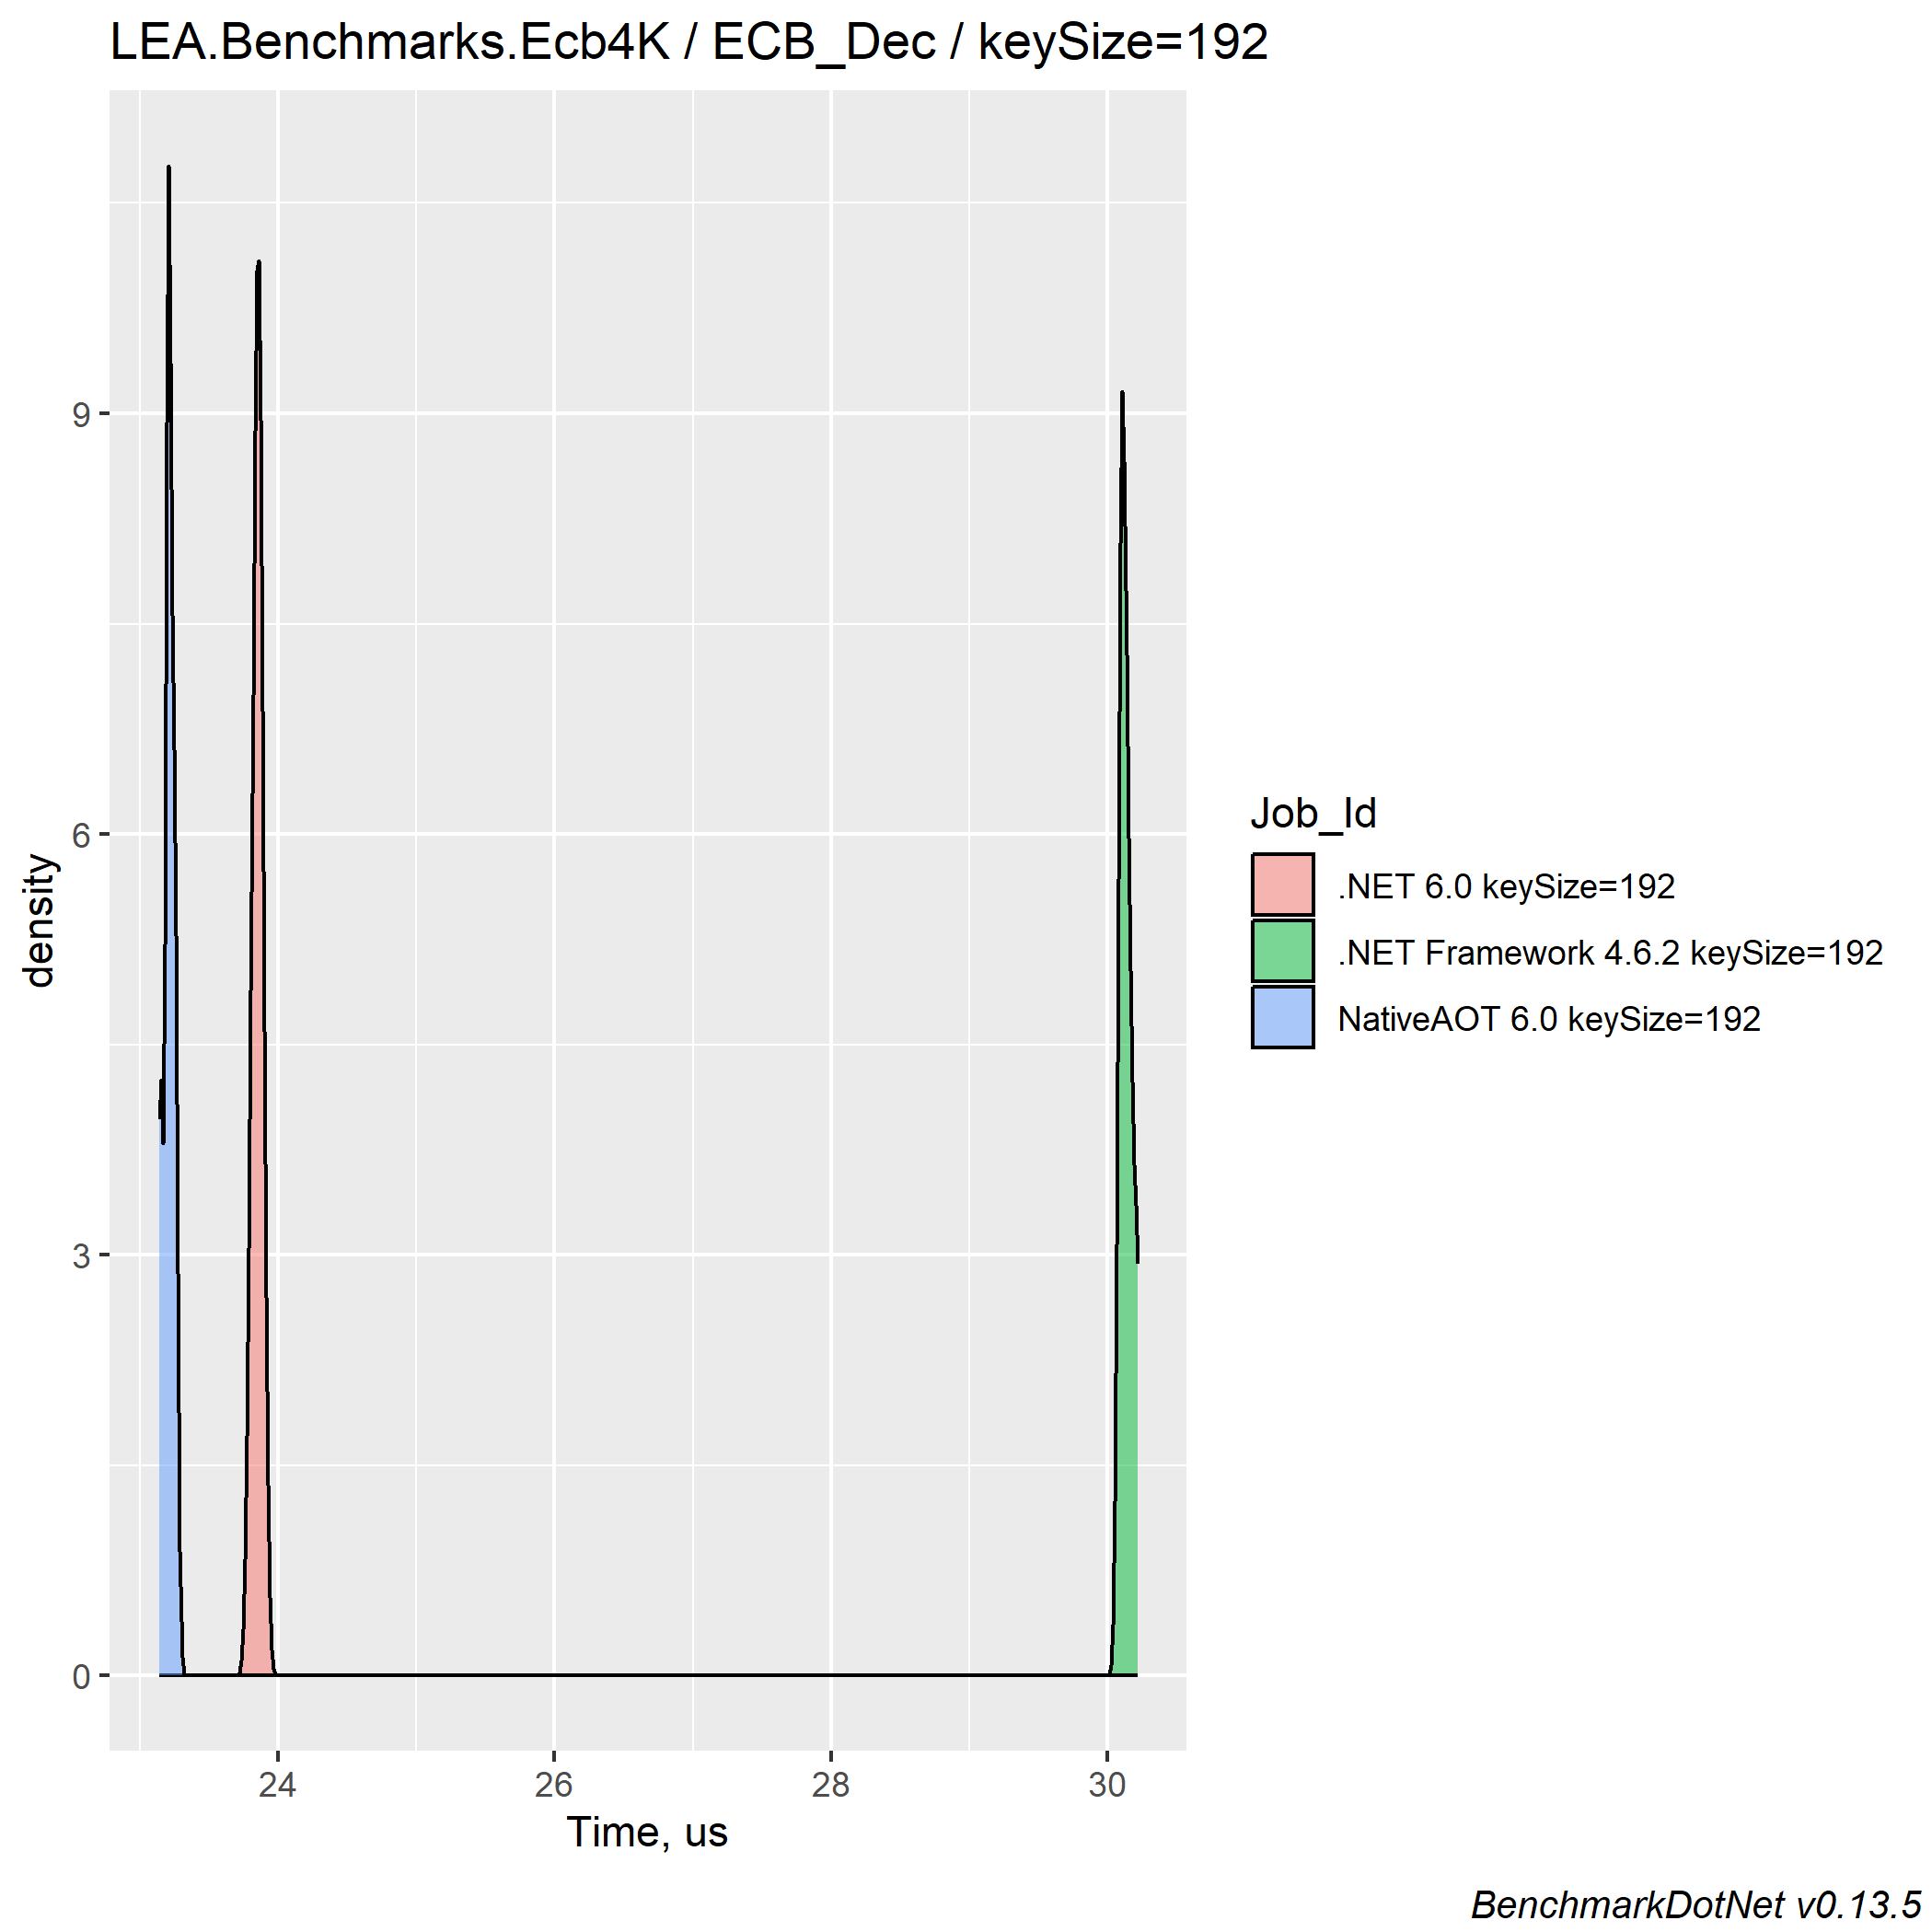 LEA.Benchmarks.Ecb4K / ECB_Dec / keySize=192
density
9
6
3
0
24 26 28 30
Time, us
Job_Id
.NET 6.0 keySize=192
.NET Framework 4.6.2 keySize=192
NativeAOT 6.0 keySize=192
BenchmarkDotNet v0.13.5